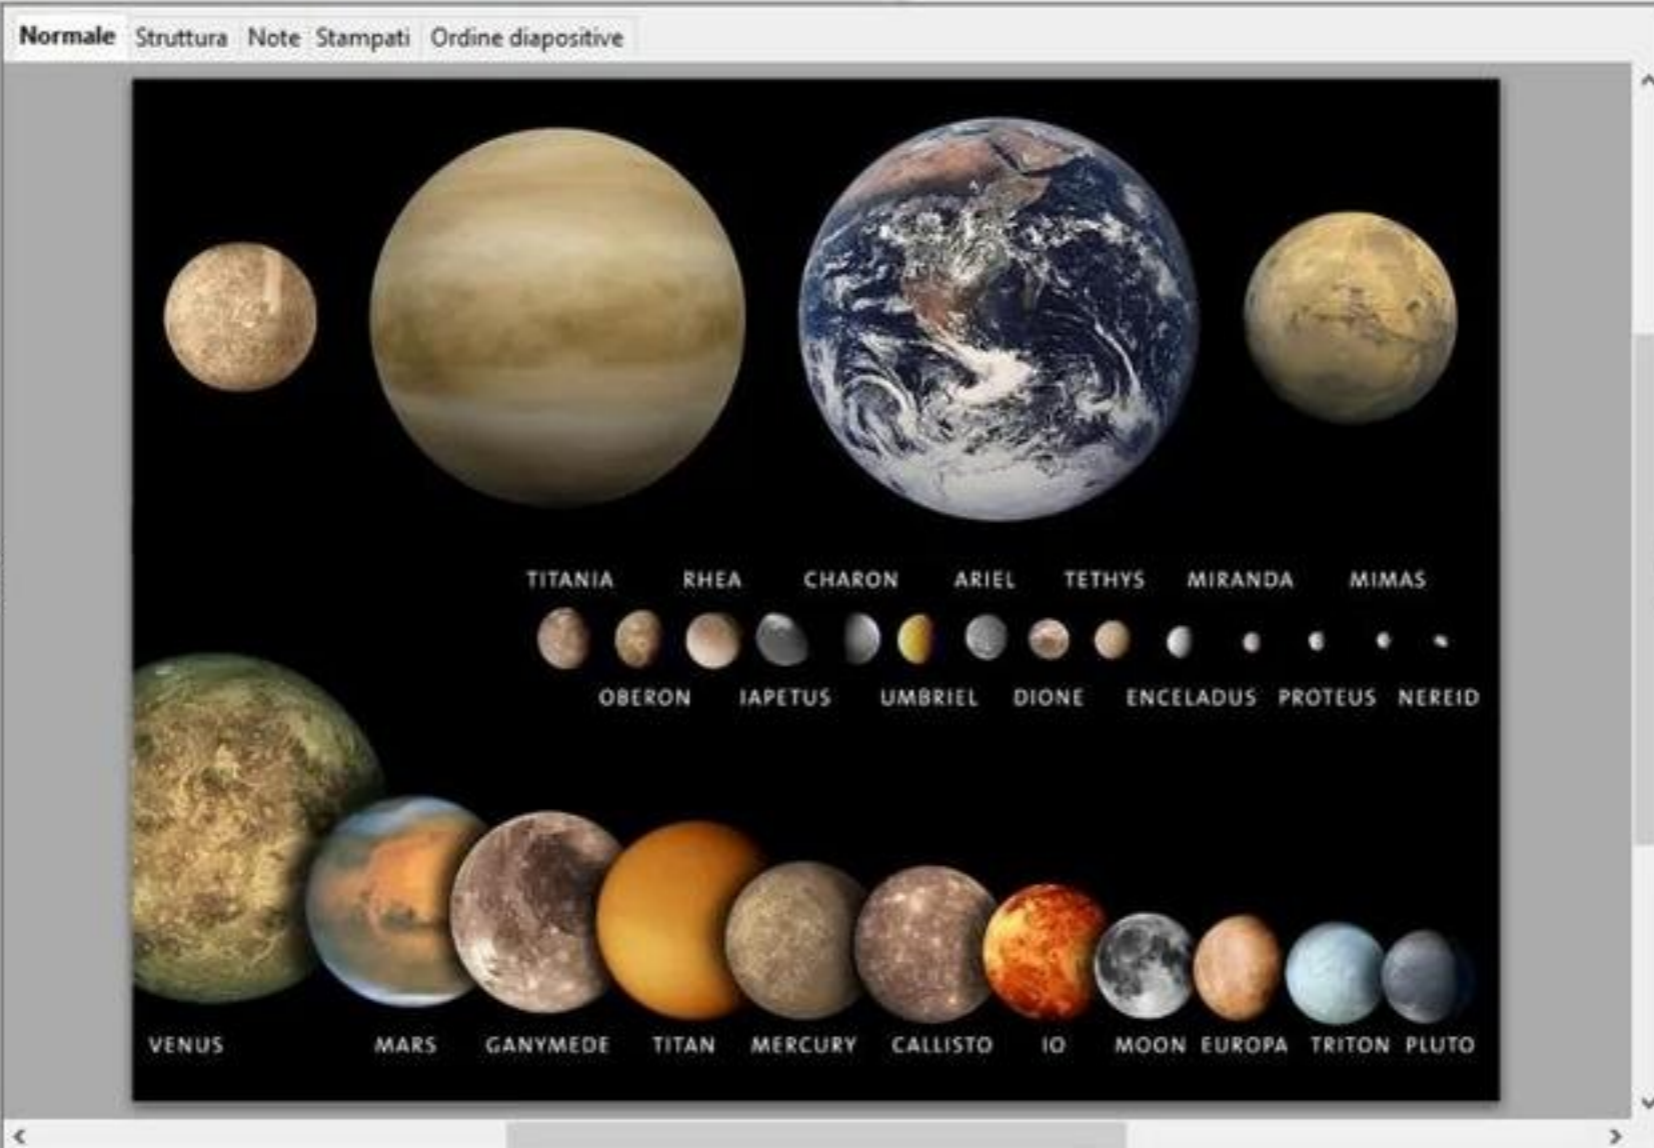 Normale Struttura Note Stampati Ordine diapositive
TITANIA RHEA CHARON ARIEL TETHYS MIRANDA MIMAS
OBERON IAPETUS UMBRIEL DIONE ENCELADUS PROTEUS NEREID
VENUS MARS GANYMEDE TITAN MERCURY CALLISTO IO MOON EUROPA TRITON PLUTO